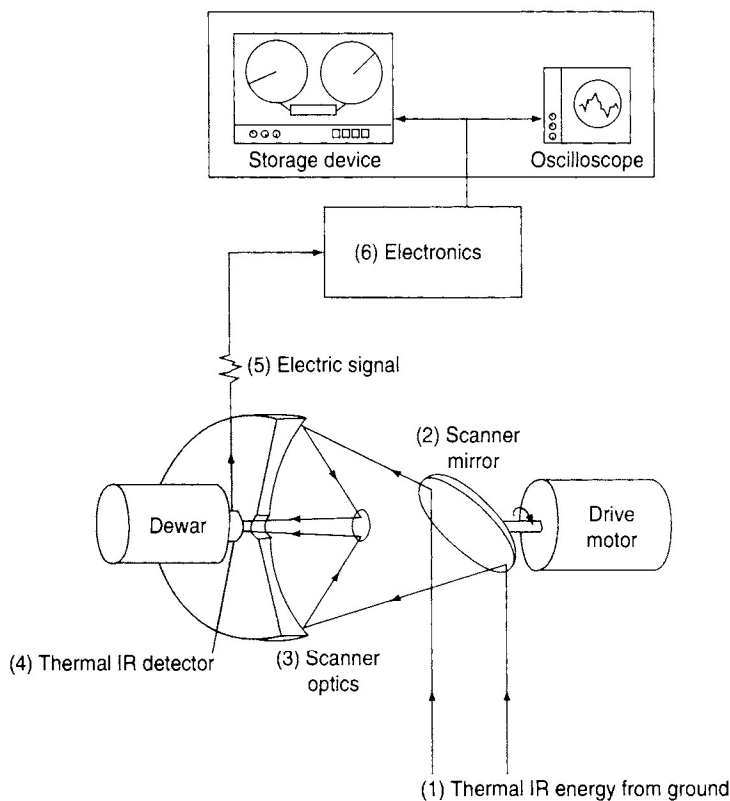 Storage device
Oscilloscope
(6) Electronics
(5) Electric signal
(2) Scanner
mirror
Dewar
Drive
motor
(4) Thermal IR detector
(3) Scanner
optics
(1) Thermal IR energy from ground